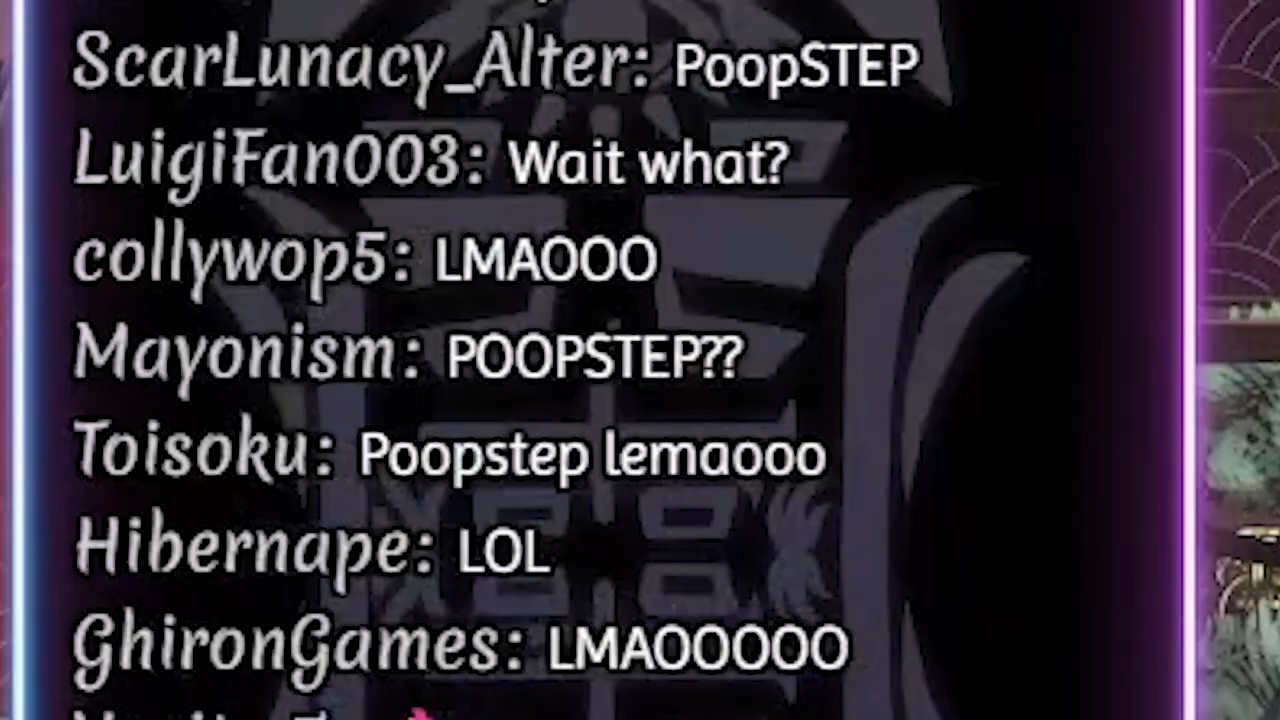 ScarLunacy_Alter: PoopSTEP
LuigiFan003: Wait what?
collywop5: LMAOOO
Mayonism: POOPSTEP??
Toisoku: Poopstep lemaooo
Hibernape: LOL
GhironGames: LMAOOOOO